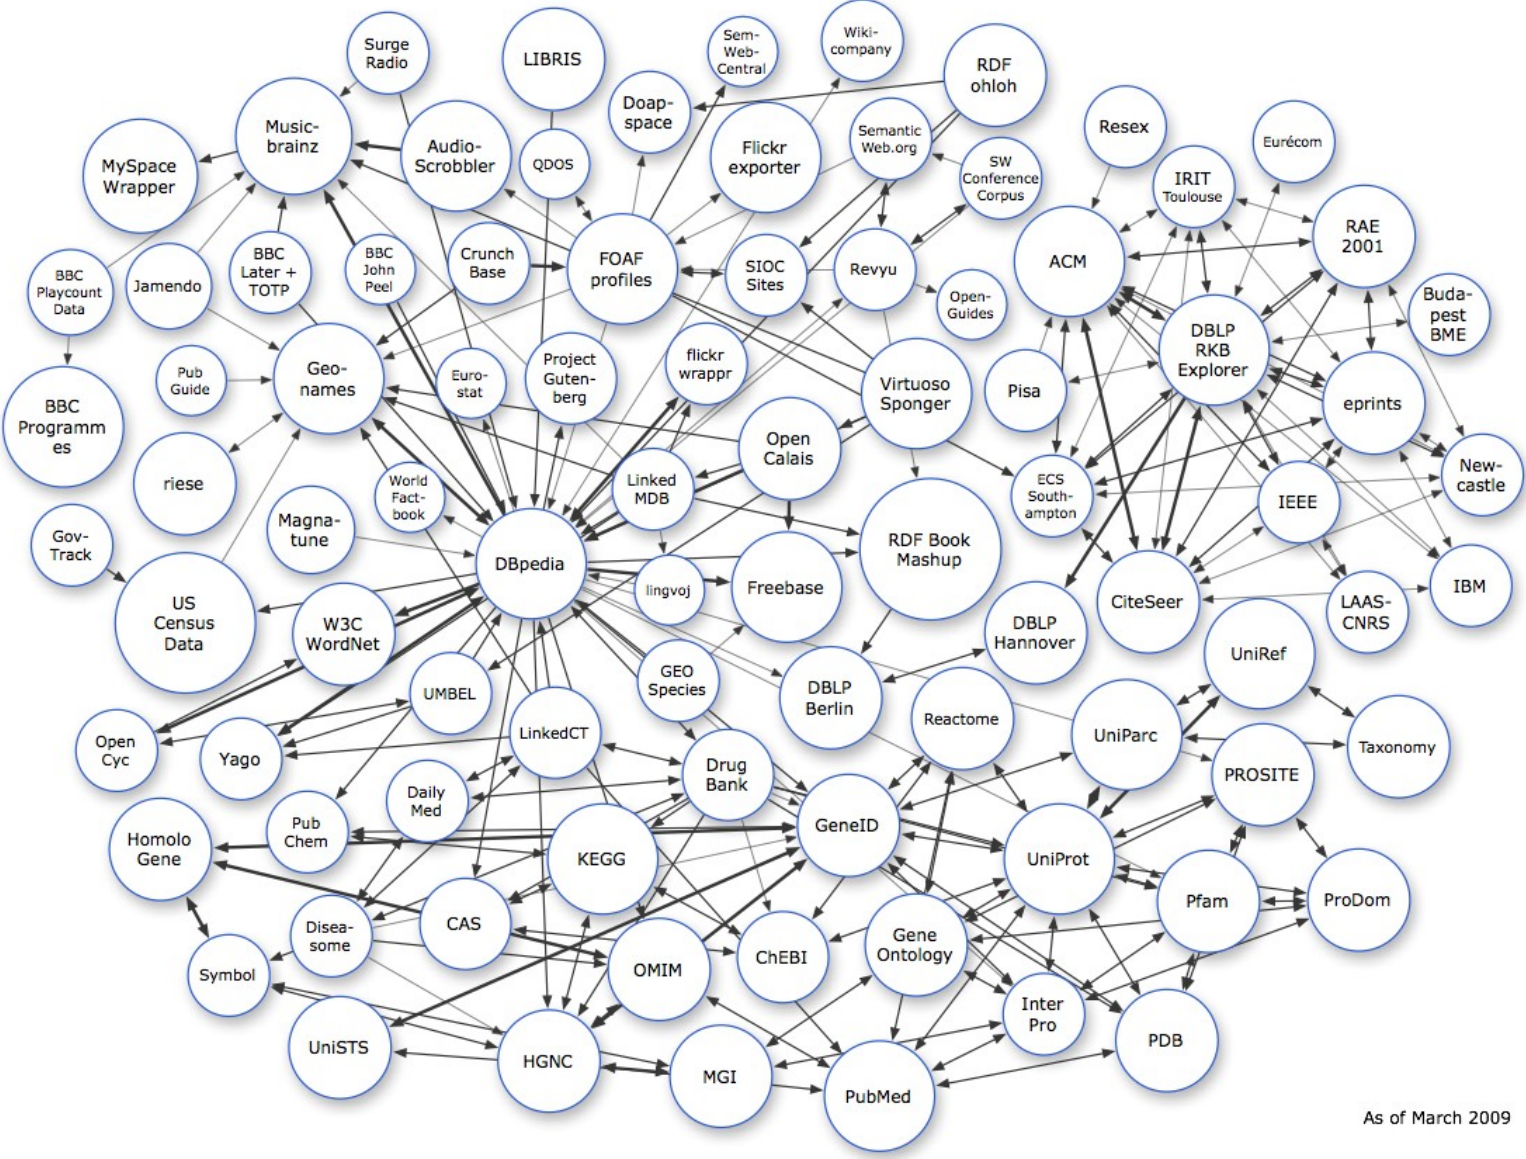 Surge
Radio
LIBRIS
Sem-
Web-
Central
Wiki-
company
RDF
ohloh
Doap-
space
Music-
brainz
MySpace
Wrapper
Audio-
Scrobbler
QDOS
Flickr
exporter
Semantic
Web.org
SW
Conference
Corpus
Resex
Eurécom
IRIT
Toulouse
RAE
2001
BBC
Playcount
Data
Jamendo
BBC
Later +
TOTP
BBC
John
Peel
Crunch
Base
FOAF
profiles
SIOC
Sites
Revyu
Open-
Guides
ACM
DBLP
RKB
Explorer
Buda-
pest
BME
Pub
Guide
Geo-
names
Euro-
stat
Project
Guten-
berg
flickr
wrappr
Virtuoso
Sponger
Pisa
eprints
BBC
Programm
es
riese
World
Fact-
book
Linked
MDB
Open
Calais
ECS
South-
ampton
IEEE
New-
castle
Gov-
Track
Magna-
tune
DBpedia
RDF Book
Mashup
US
Census
Data
W3C
WordNet
lingvoj
Freebase
DBLP
Hannover
CiteSeer
LAAS-
CNRS
IBM
UMBEL
GEO
Species
DBLP
Berlin
Reactome
UniParc
UniRef
Taxonomy
Open
Cyc
Yago
LinkedCT
Drug
Bank
PROSITE
Homolo
Gene
Pub
Chem
Daily
Med
KEGG
GeneID
UniProt
Pfam
ProDom
Symbol
Disea-
some
CAS
OMIM
ChEBI
Gene
Ontology
Inter
Pro
PDB
UniSTS
HGNC
MGI
PubMed
As of March 2009